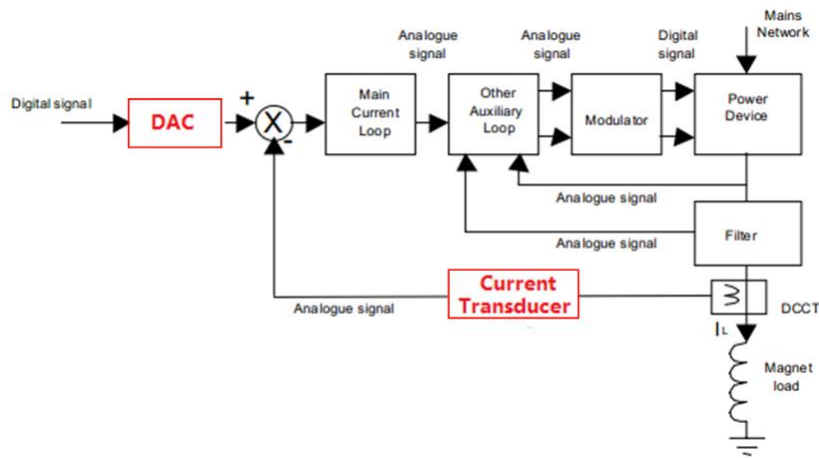 Mains
Network
Analogue
signal
Analogue
signal
Digital
signal
Digital signal
DAC
+
X
-
Main
Current
Loop
Other
Auxiliary
Loop
Modulator
Power
Device
Analogue signal
Analogue signal
Filter
Current
Transducer
Analogue signal
DCCT
IL
Magnet
load